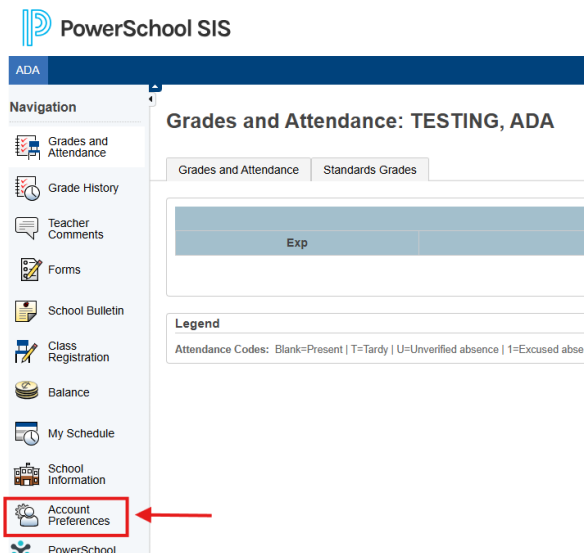 PowerSchool SIS
ADA
Navigation
Grades and
Attendance
Grade History
Teacher
Comments
Forms
School Bulletin
Class
Registration
Balance
My Schedule
School
Information
Account
Preferences
PowerSchool
Grades and Attendance: TESTING, ADA
Grades and Attendance
Standards Grades
Exp
Legend
Attendance Codes: Blank=Present | T=Tardy | U=Unverified absence | 1=Excused abse